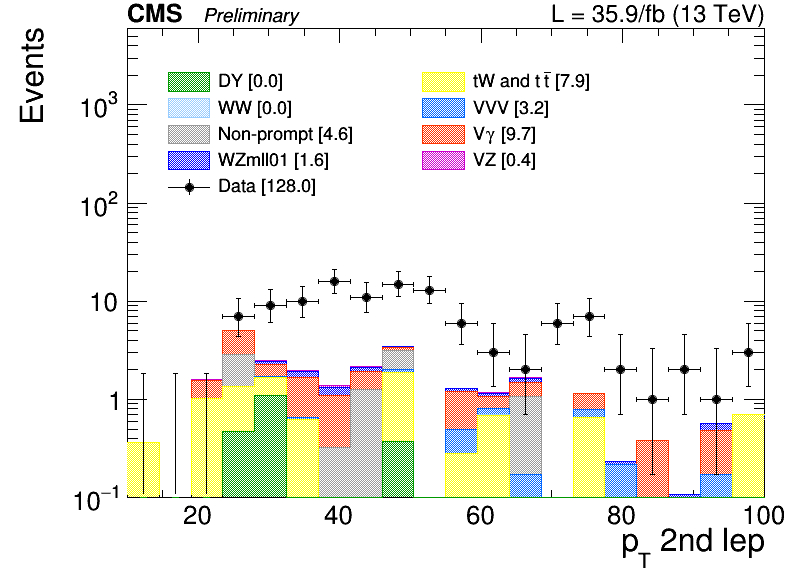 CMS Preliminary L = 35.9/fb (13 TeV)
Events
DY [0.0]
WW [0.0]
Non-prompt [4.6]
WZmll01 [1.6]
Data [128.0]
tW and tt̅ [7.9]
VVV [3.2]
Vγ [9.7]
VZ [0.4]
10³
10²
10
1
10⁻¹
20 40 60 80 100
p_T 2nd lep